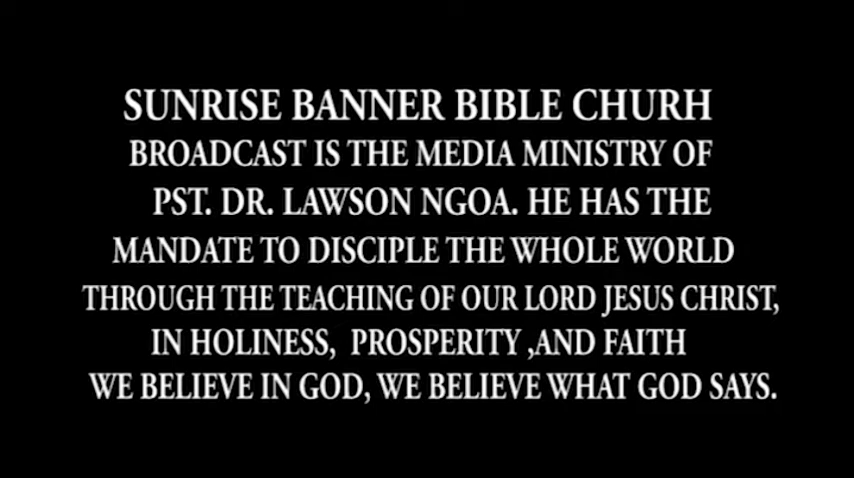 SUNRISE BANNER BIBLE CHURH
BROADCAST IS THE MEDIA MINISTRY OF
PST. DR. LAWSON NGOA. HE HAS THE
MANDATE TO DISCIPLE THE WHOLE WORLD
THROUGH THE TEACHING OF OUR LORD JESUS CHRIST,
IN HOLINESS, PROSPERITY ,AND FAITH
WE BELIEVE IN GOD, WE BELIEVE WHAT GOD SAYS.